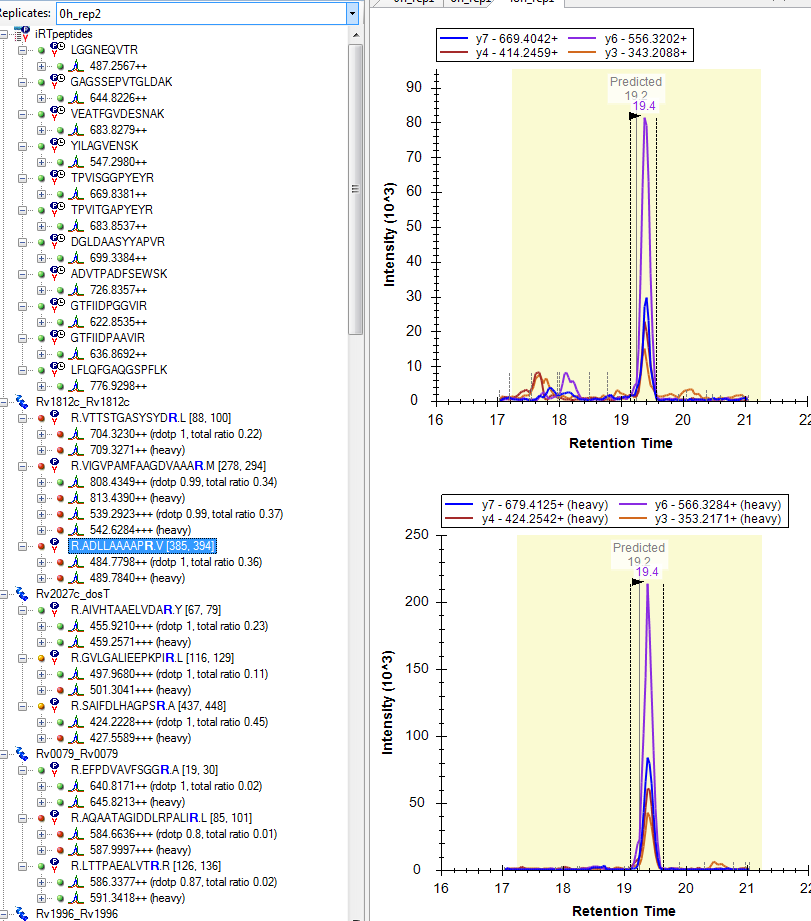 Replicates: 0h_rep2
iRTpeptides
LGGNEQVTR
487.2567++
GAGSSEPVTGLDAK
644.8226++
VEATFGVDESNAK
683.8279++
YILAGVENSK
547.2980++
TPVISGGPYEYR
669.8381++
TPVITGAPYEYR
683.8537++
DGLDAASYYAPVR
699.3384++
ADVTPADFSEWSK
726.8357++
GTFIIDPGGVIR
622.8535++
GTFIIDPAAVIR
636.8692++
LFLQFGAQGSPFLK
776.9298++
Rv1812c_Rv1812c
R.VTTSTGASYSYDR.L [88, 100]
704.3230++ (rdotp 1, total ratio 0.22)
709.3271++ (heavy)
R.VIGVPAMFAAGDVAAAR.M [278, 294]
808.4349++ (rdotp 0.99, total ratio 0.34)
813.4390++ (heavy)
539.2923+++ (rdotp 0.99, total ratio 0.37)
542.6284+++ (heavy)
R.ADLLAAAAPR.V [385, 394]
484.7798++ (rdotp 1, total ratio 0.36)
489.7840++ (heavy)
Rv2027c_dosT
R.AIVHTAAELVDAR.Y [67, 79]
455.9210+++ (rdotp 1, total ratio 0.23)
459.2571+++ (heavy)
R.GVLGALIEEPKPIR.L [116, 129]
497.9680+++ (rdotp 1, total ratio 0.11)
501.3041+++ (heavy)
R.SAIFDLHAGPSR.A [437, 448]
424.2228+++ (rdotp 1, total ratio 0.45)
427.5589+++ (heavy)
Rv0079_Rv0079
R.EFPDVAVFSGGR.A [19, 30]
640.8171++ (rdotp 1, total ratio 0.02)
645.8213++ (heavy)
R.AQAATAGIDDLRPALIR.L [85, 101]
584.6636+++ (rdotp 0.8, total ratio 0.01)
587.9997+++ (heavy)
R.LTTPAEALVTR.R [126, 136]
586.3377++ (rdotp 0.87, total ratio 0.02)
591.3418++ (heavy)
Rv1996_Rv1996
y7 - 669.4042+ y6 - 556.3202+
y4 - 414.2459+ y3 - 343.2088+
Predicted
19.2
19.4
90
80
70
60
50
40
30
20
10
0
Intensity (10^3)
16 17 18 19 20 21 22
Retention Time
y7 - 679.4125+ (heavy) y6 - 566.3284+ (heavy)
y4 - 424.2542+ (heavy) y3 - 353.2171+ (heavy)
Predicted
19.2
19.4
250
200
150
100
50
0
Intensity (10^3)
16 17 18 19 20 21 22
Retention Time